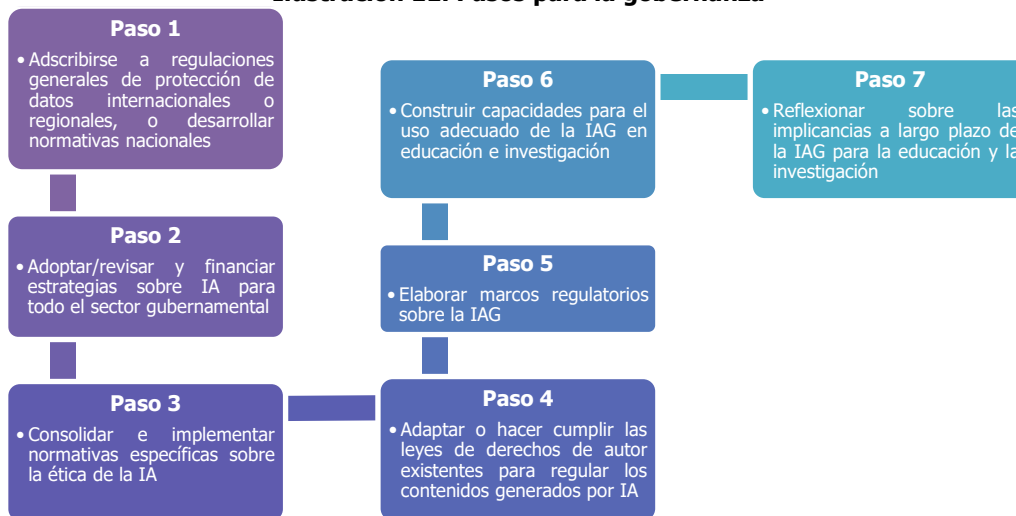 Paso 1
• Adscribirse a regulaciones
generales de protección de
datos internacionales o
regionales, o desarrollar
normativas nacionales
Paso 2
• Adoptar/revisar y financiar
estrategias sobre IA para
todo el sector gubernamental
Paso 3
• Consolidar e implementar
normativas específicas sobre
la ética de la IA
Paso 4
• Adaptar o hacer cumplir las
leyes de derechos de autor
existentes para regular los
contenidos generados por IA
Paso 5
• Elaborar marcos regulatorios
sobre la IAG
Paso 6
• Construir capacidades para el
uso adecuado de la IAG en
educación e investigación
Paso 7
• Reflexionar sobre las
implicancias a largo plazo de
la IAG para la educación y la
investigación